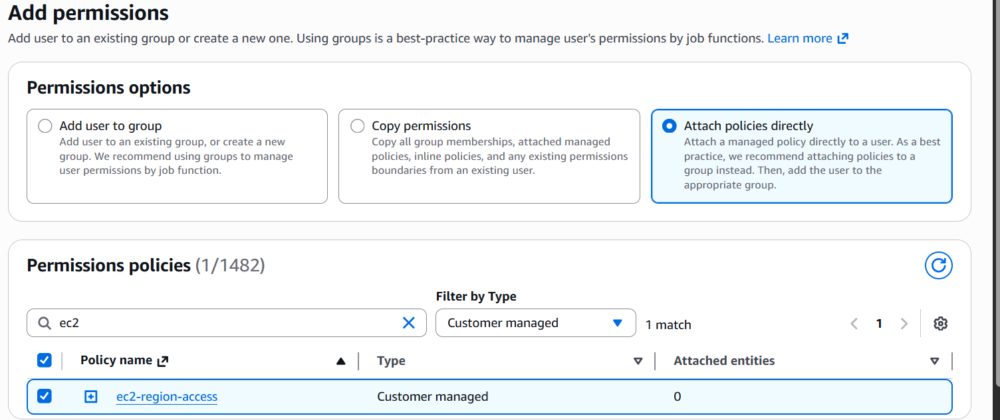 Add permissions
Add user to an existing group or create a new one. Using groups is a best-practice way to manage user's permissions by job functions. Learn more
Permissions options
Add user to group
Add user to an existing group, or create a new
group. We recommend using groups to manage
user permissions by job function.
Copy permissions
Copy all group memberships, attached managed
policies, inline policies, and any existing permissions
boundaries from an existing user.
Attach policies directly
Attach a managed policy directly to a user. As a best
practice, we recommend attaching policies to a
group instead. Then, add the user to the
appropriate group.
Permissions policies (1/1482)
Filter by Type
ec2 Customer managed 1 match 1
Policy name Type Attached entities
ec2-region-access Customer managed 0